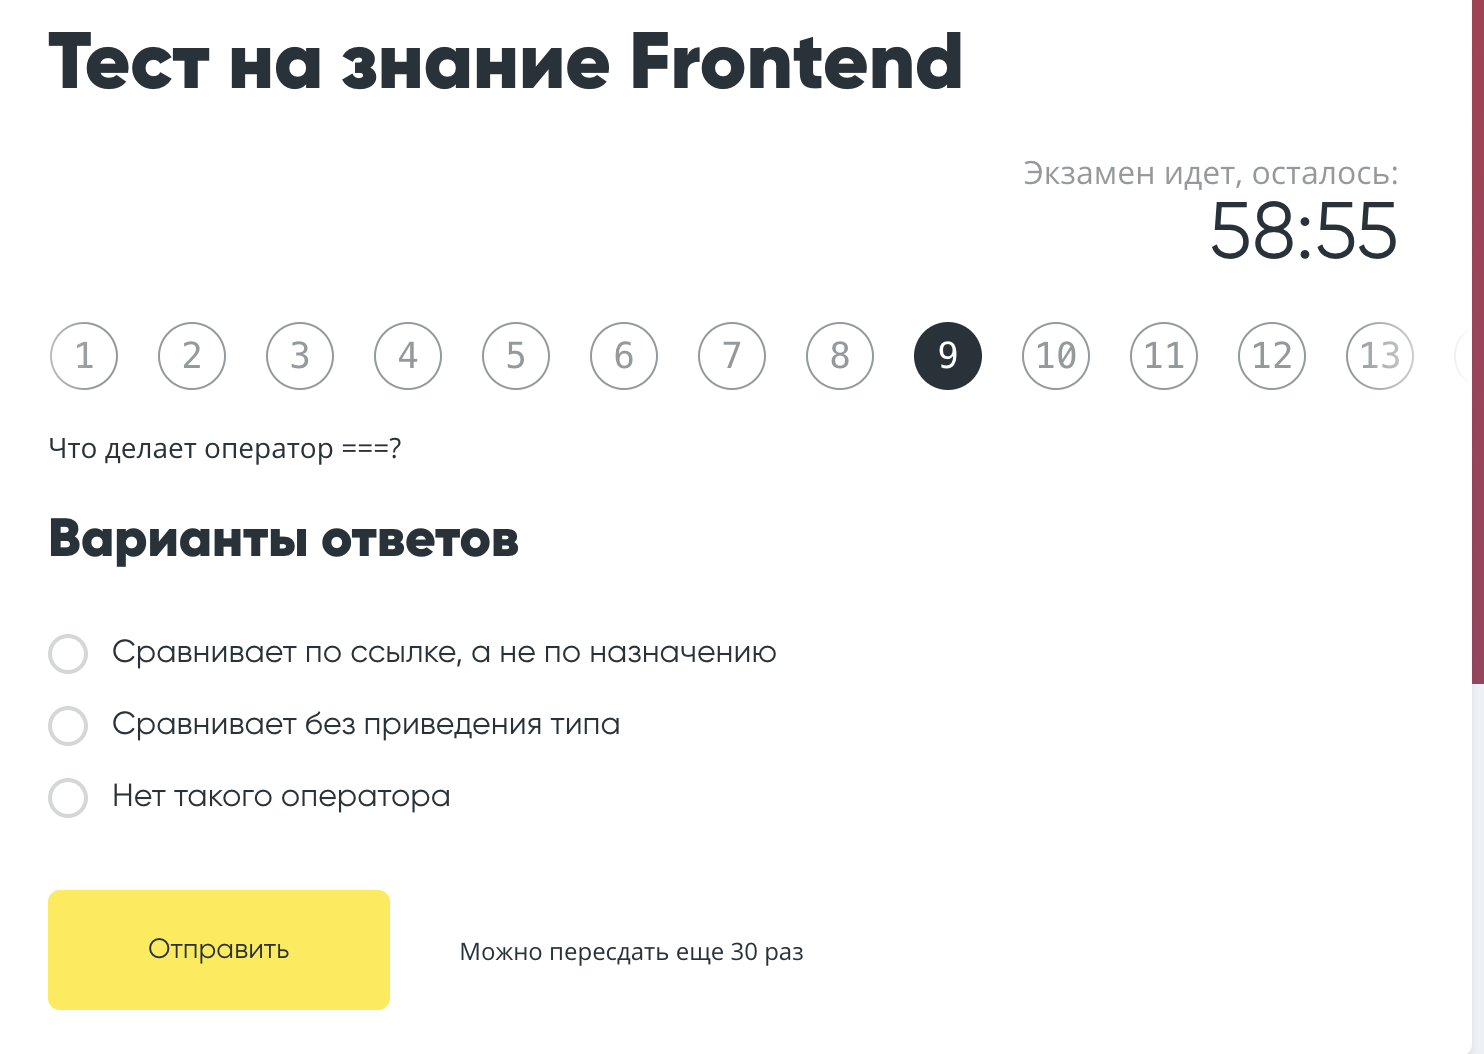 Тест на знание Frontend
Экзамен идет, осталось:
58:55
1 2 3 4 5 6 7 8 9 10 11 12 13
Что делает оператор ===?
Варианты ответов
Сравнивает по ссылке, а не по назначению
Сравнивает без приведения типа
Нет такого оператора
Отправить
Можно пересдать еще 30 раз